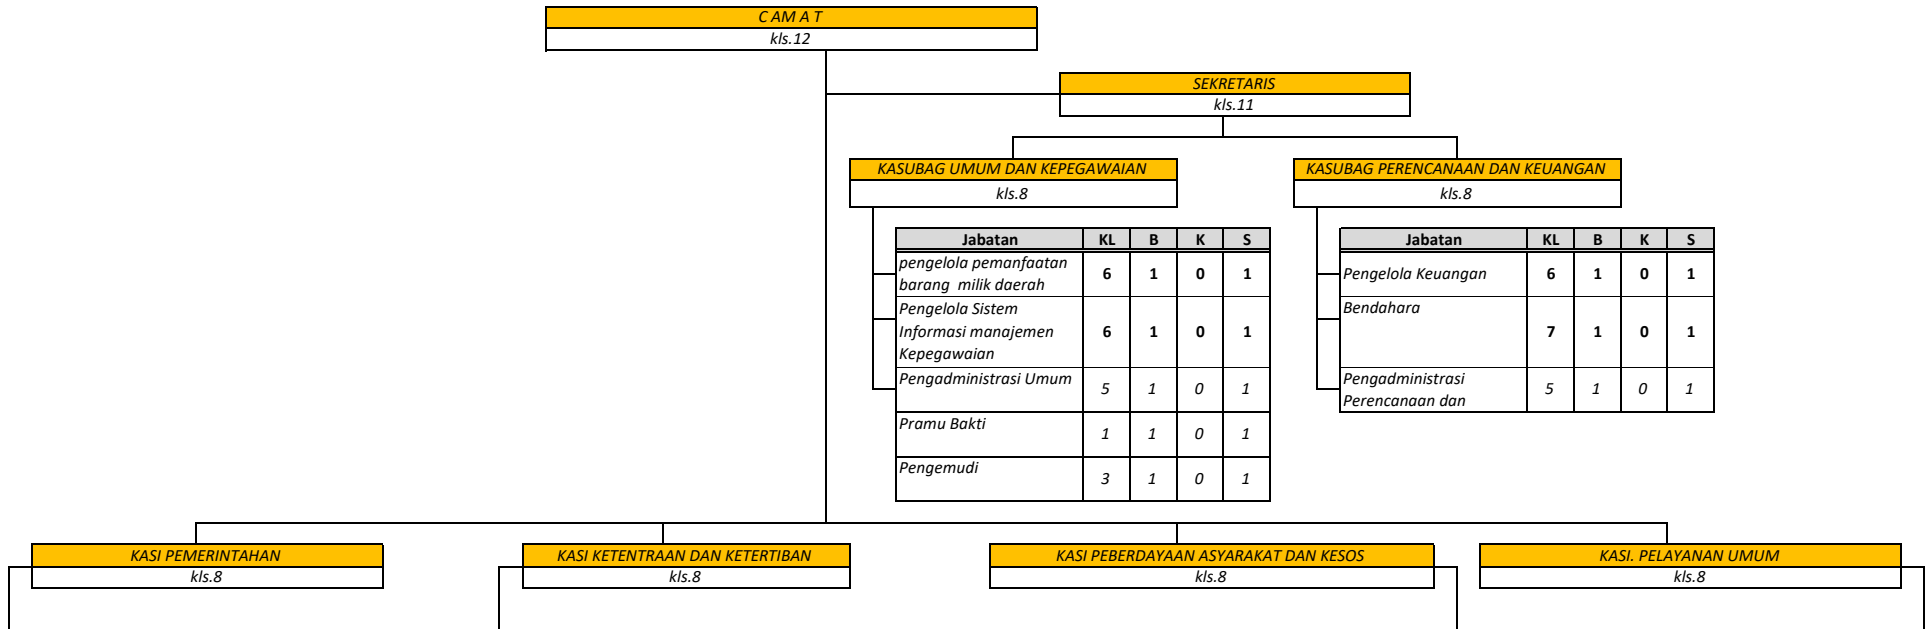 C AM A T
kls.12
SEKRETARIS
kls.11
KASUBAG UMUM DAN KEPEGAWAIAN
kls.8
KASUBAG PERENCANAAN DAN KEUANGAN
kls.8
Jabatan KL B K S
pengelola pemanfaatan
barang milik daerah 6 1 0 1
Pengelola Sistem
Informasi manajemen
Kepegawaian 6 1 0 1
Pengadministrasi Umum 5 1 0 1
Pramu Bakti 1 1 0 1
Pengemudi 3 1 0 1
Jabatan KL B K S
Pengelola Keuangan 6 1 0 1
Bendahara 7 1 0 1
Pengadministrasi
Perencanaan dan 5 1 0 1
KASI PEMERINTAHAN
kls.8
KASI KETENTRAAN DAN KETERTIBAN
kls.8
KASI PEBERDAYAAN ASYARAKAT DAN KESOS
kls.8
KASI. PELAYANAN UMUM
kls.8